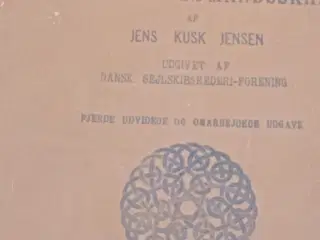 AF
JENS KUSK JENSEN
UDGIVET AF
DANSK SEJLSKIBSREDERI-FORENING
FJERDE UDVIDEDE OG OMARBEJDEDE UDGAVE